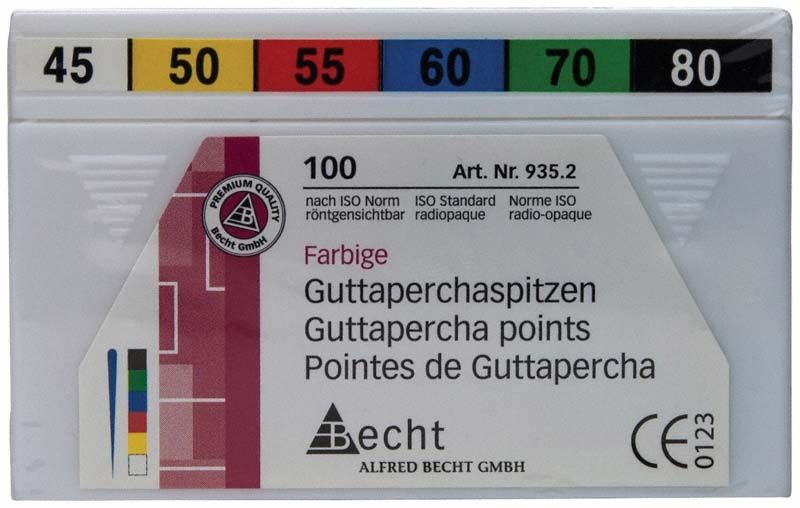 45 50 55 60 70 80
100 Art. Nr. 935.2
nach ISO Norm ISO Standard Norme ISO
röntgensichtbar radiopaque radio-opaque
PREMIUM QUALITY
B
Becht GmbH
Farbige
Guttaperchaspitzen
Guttapercha points
Pointes de Guttapercha
Becht
ALFRED BECHT GMBH
CE 0123